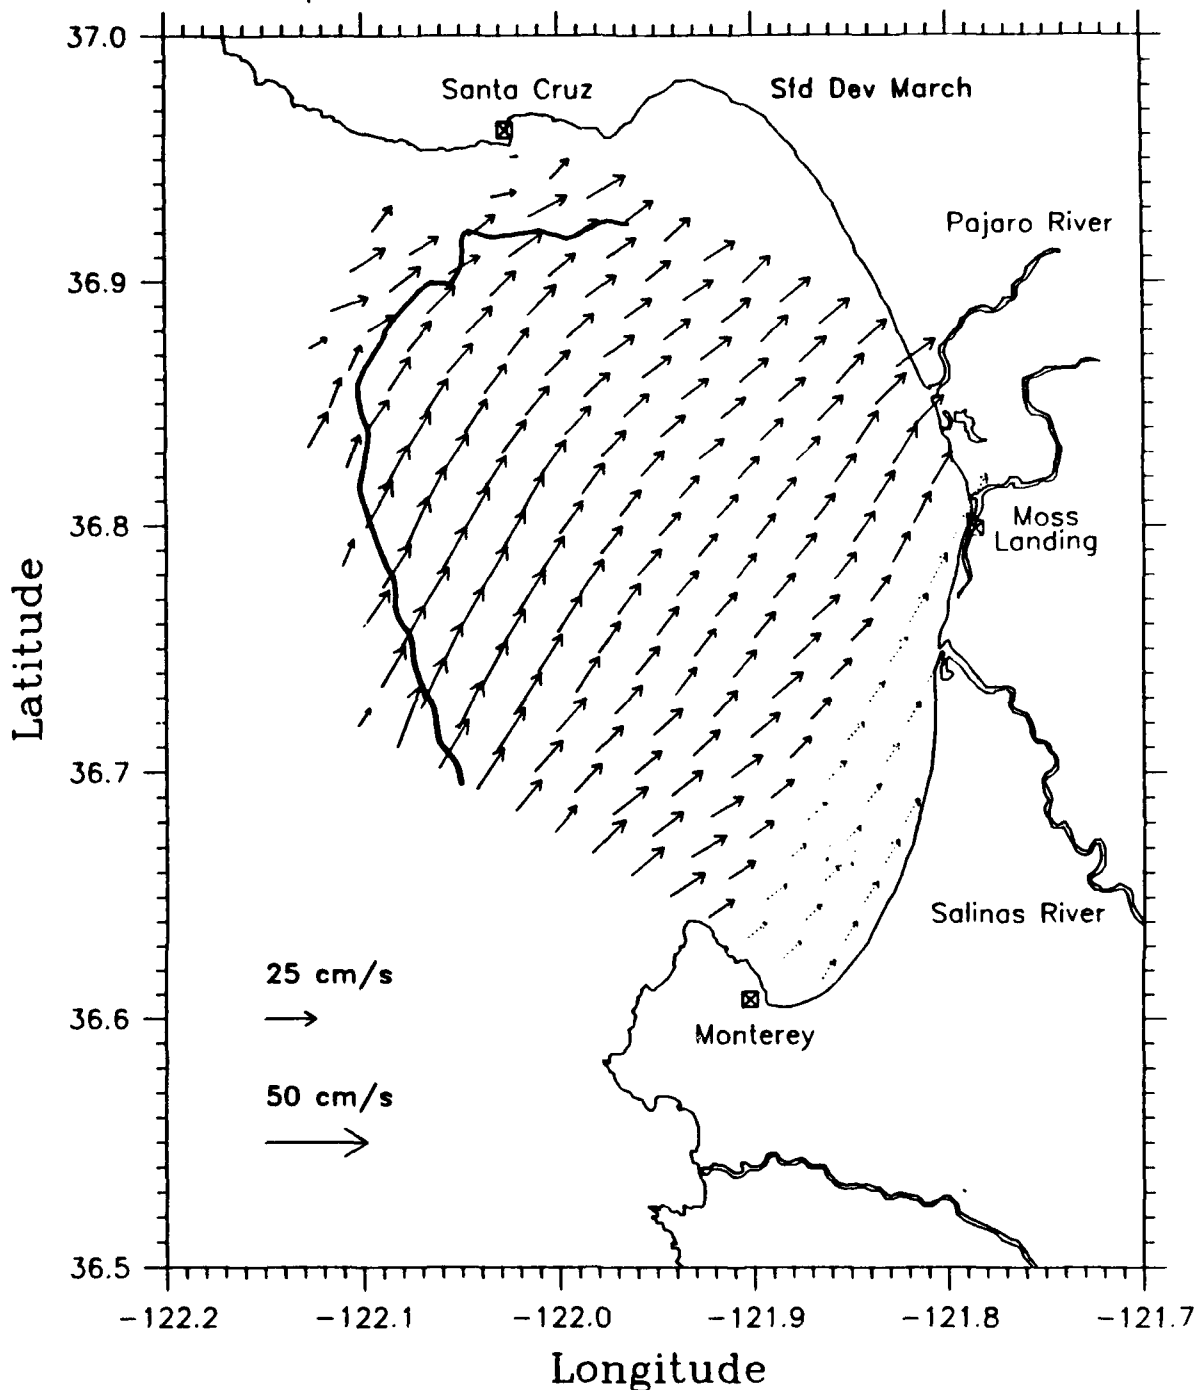 37.0
Santa Cruz
Std Dev March
Pajaro River
36.9
Moss
Landing
36.8
Latitude
36.7
Salinas River
25 cm/s
36.6
Monterey
50 cm/s
36.5
-122.2
-122.1
-122.0
-121.9
-121.8
-121.7
Longitude